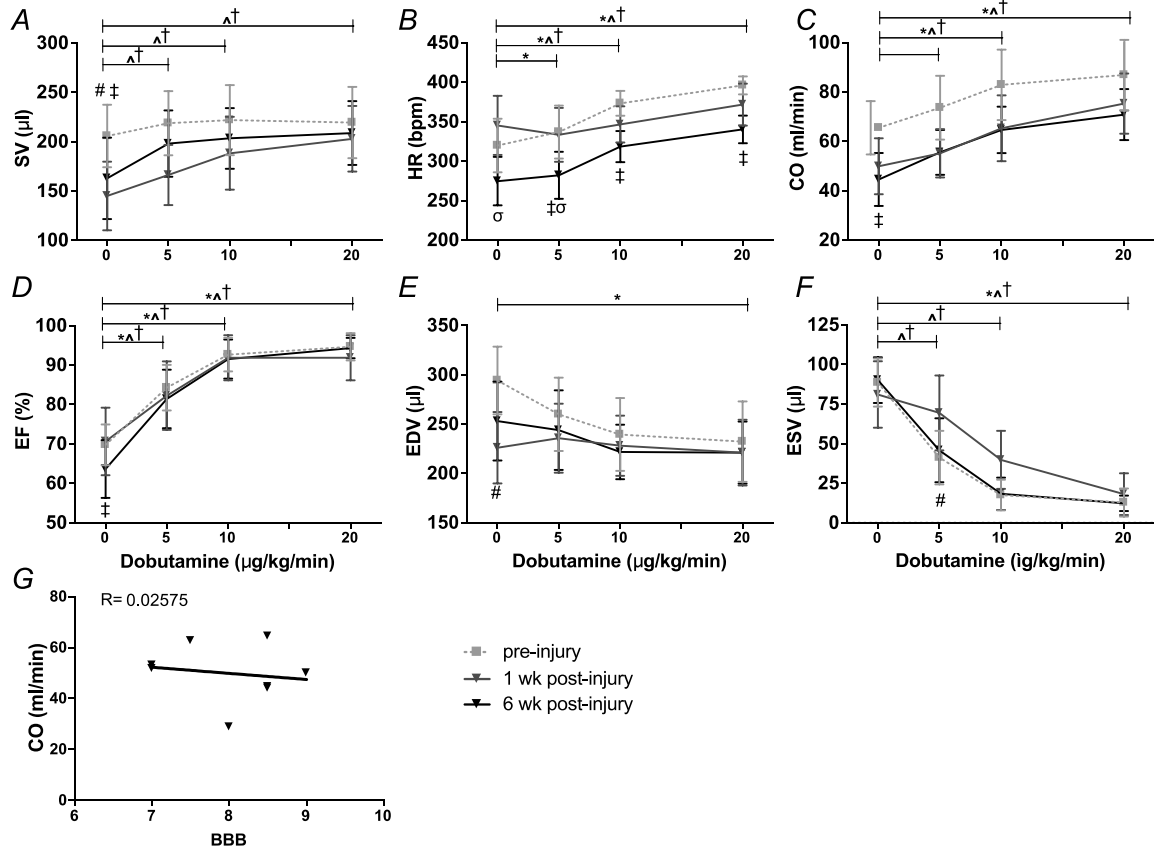 A
^†
^†
^†
# ‡
SV (µl)
300
250
200
150
100
0 5 10 20
B
*^†
*^†
*
HR (bpm)
450
400
350
300
250
200
σ
‡σ
‡
‡
0 5 10 20
C
*^†
*^†
CO (ml/min)
100
80
60
40
20
‡
0 5 10 20
D
*^†
*^†
*^†
EF (%)
100
90
80
70
60
50
‡
0 5 10 20
Dobutamine (µg/kg/min)
E
*
EDV (µl)
350
300
250
200
150
#
0 5 10 20
Dobutamine (µg/kg/min)
F
*^†
^†
^†
ESV (µl)
125
100
75
50
25
0
#
0 5 10 20
Dobutamine (ìg/kg/min)
G
R= 0.02575
CO (ml/min)
80
60
40
20
0
6 7 8 9 10
BBB
pre-injury
1 wk post-injury
6 wk post-injury